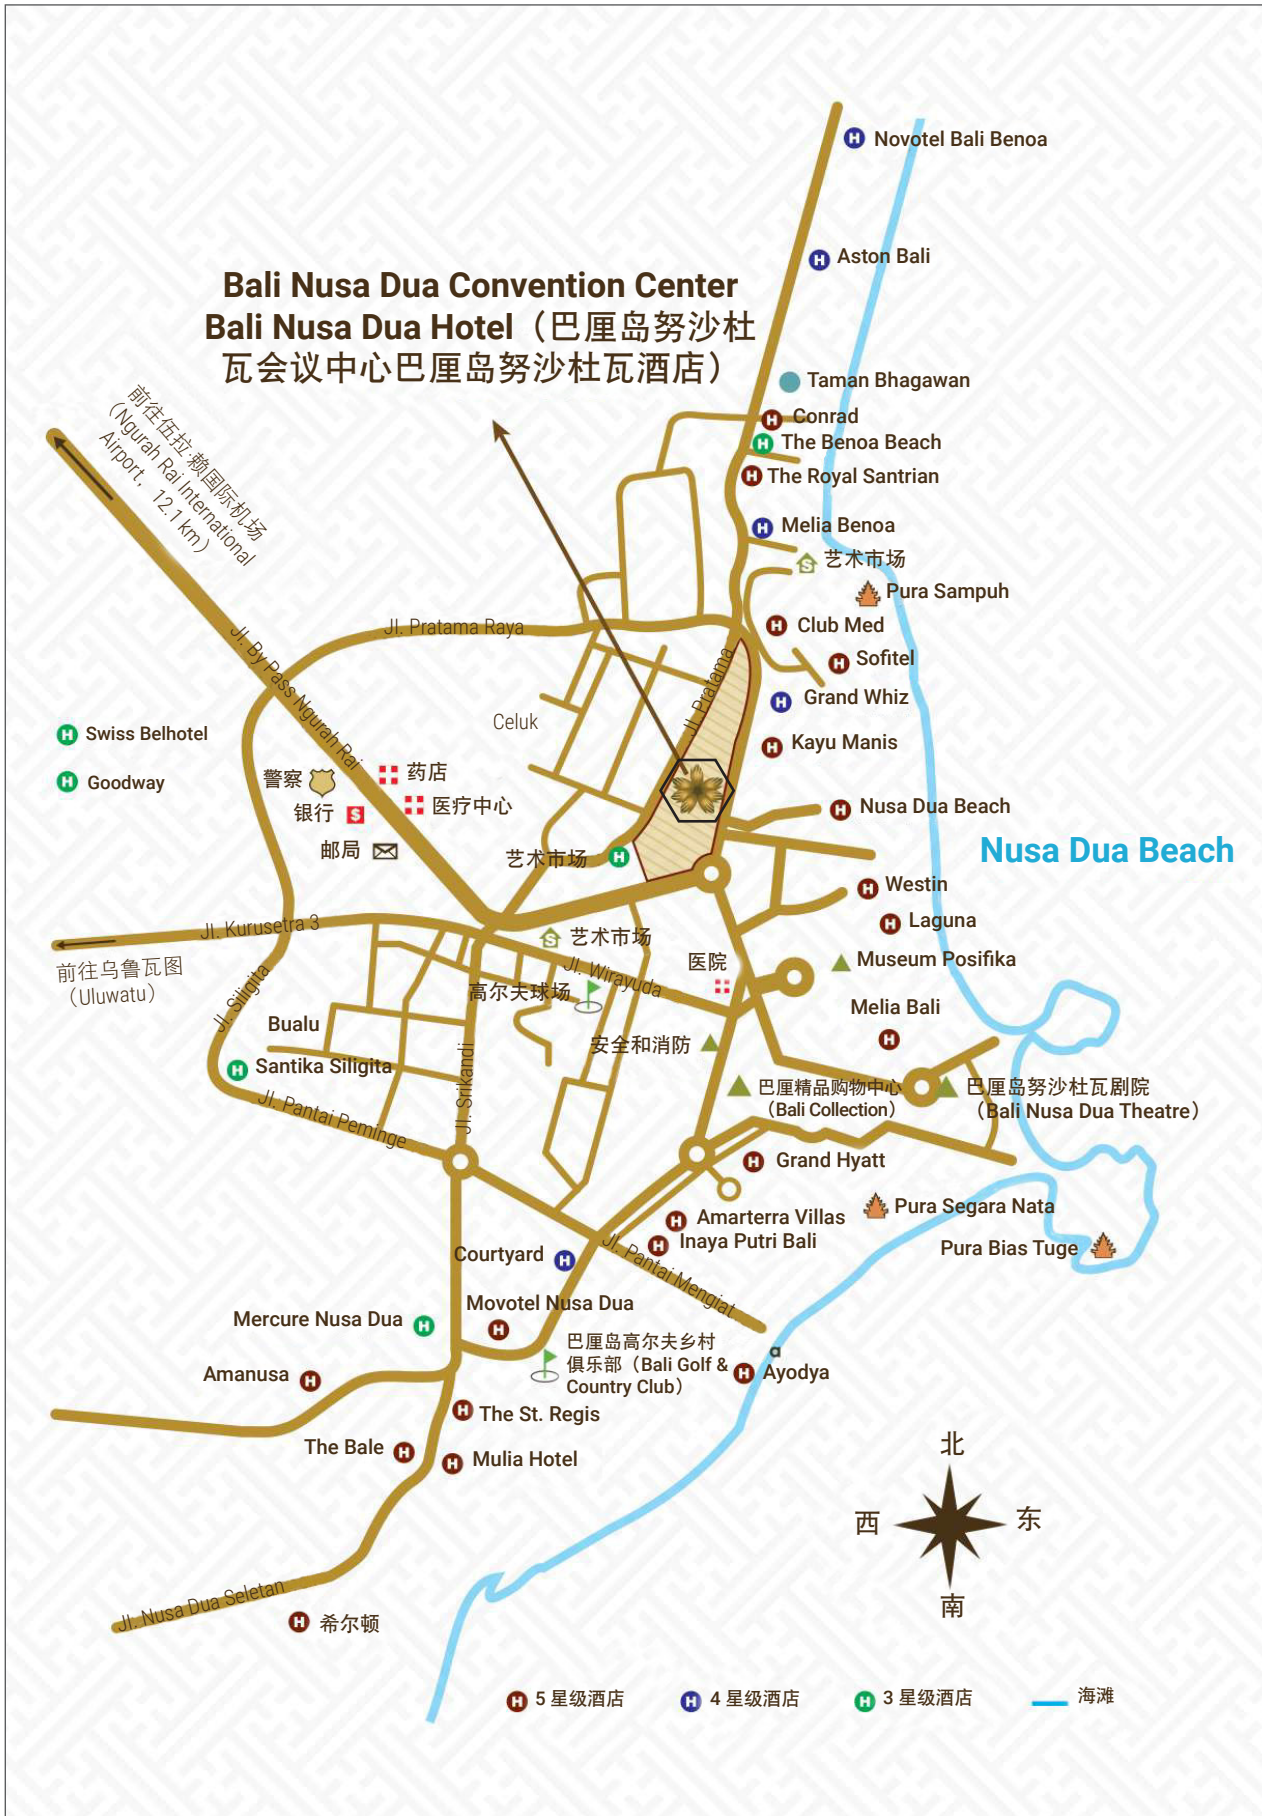 Novotel Bali Benoa
Aston Bali
Bali Nusa Dua Convention Center
Bali Nusa Dua Hotel（巴厘岛努沙杜
瓦会议中心巴厘岛努沙杜瓦酒店）
Taman Bhagawan
Conrad
The Benoa Beach
The Royal Santrian
Melia Benoa
艺术市场
Pura Sampuh
前往伍拉·赖国际机场
（Ngurah Rai International
Airport，12.1 km）
Jl. Pratama Raya
Club Med
Sofitel
Jl. By Pass Ngurah Rai
Jl. Pratama
Grand Whiz
Celuk
Swiss Belhotel
Kayu Manis
Goodway
警察
药店
银行
医疗中心
Nusa Dua Beach
邮局
艺术市场
Nusa Dua Beach
Westin
Laguna
Jl. Kurusetra 3
艺术市场
前往乌鲁瓦图
（Uluwatu）
Jl. Wirayuda
医院
Museum Posifika
高尔夫球场
Jl. Siligita
Bualu
Melia Bali
安全和消防
Santika Siligita
Jl. Srikandi
巴厘精品购物中心
（Bali Collection）
巴厘岛努沙杜瓦剧院
（Bali Nusa Dua Theatre）
Jl. Pantai Peminge
Grand Hyatt
Amarterra Villas
Pura Segara Nata
Inaya Putri Bali
Courtyard
Jl. Pantai Mengiat
Pura Bias Tuge
Movotel Nusa Dua
Mercure Nusa Dua
巴厘岛高尔夫乡村
俱乐部（Bali Golf &
Country Club）
a
Ayodya
Amanusa
The St. Regis
The Bale
Mulia Hotel
北
西
东
南
Jl. Nusa Dua Seletan
希尔顿
5 星级酒店
4 星级酒店
3 星级酒店
海滩